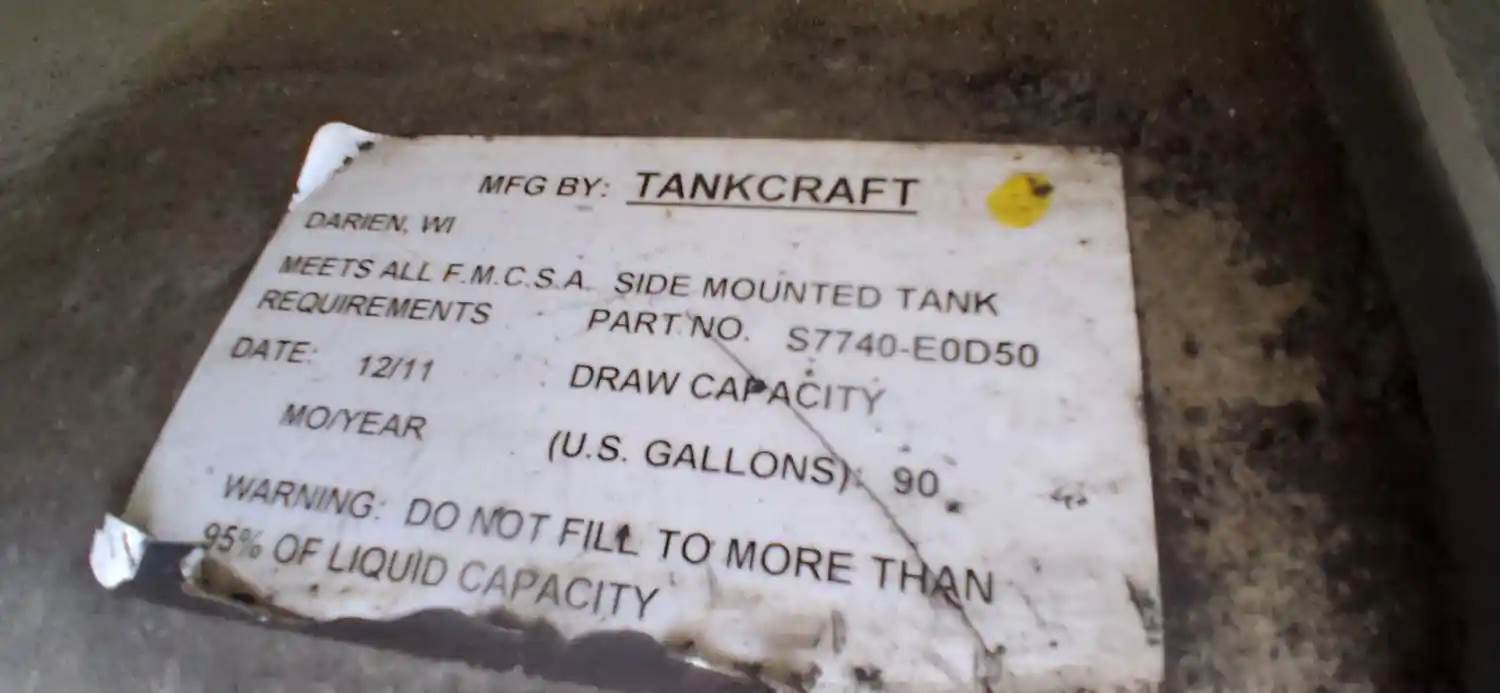 MFG BY: TANKCRAFT
DARIEN, WI
MEETS ALL F.M.C.S.A. SIDE MOUNTED TANK
REQUIREMENTS PART NO. S7740-E0D50
DATE: 12/11 DRAW CAPACITY
MO/YEAR (U.S. GALLONS): 90
WARNING: DO NOT FILL TO MORE THAN
95% OF LIQUID CAPACITY